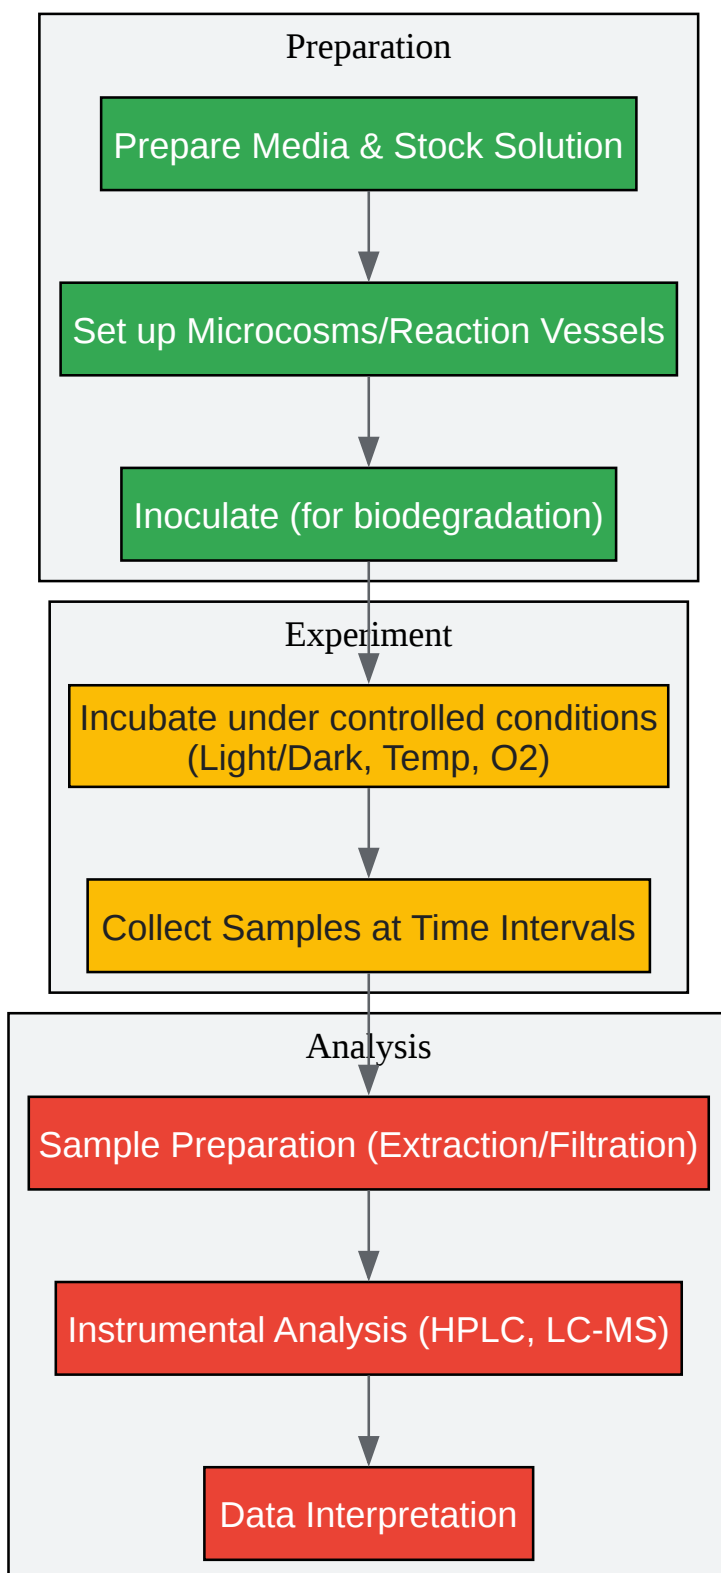 Preparation
Prepare Media & Stock Solution
Set up Microcosms/Reaction Vessels
Inoculate (for biodegradation)
Experiment
Incubate under controlled conditions
(Light/Dark, Temp, O2)
Collect Samples at Time Intervals
Analysis
Sample Preparation (Extraction/Filtration)
Instrumental Analysis (HPLC, LC-MS)
Data Interpretation